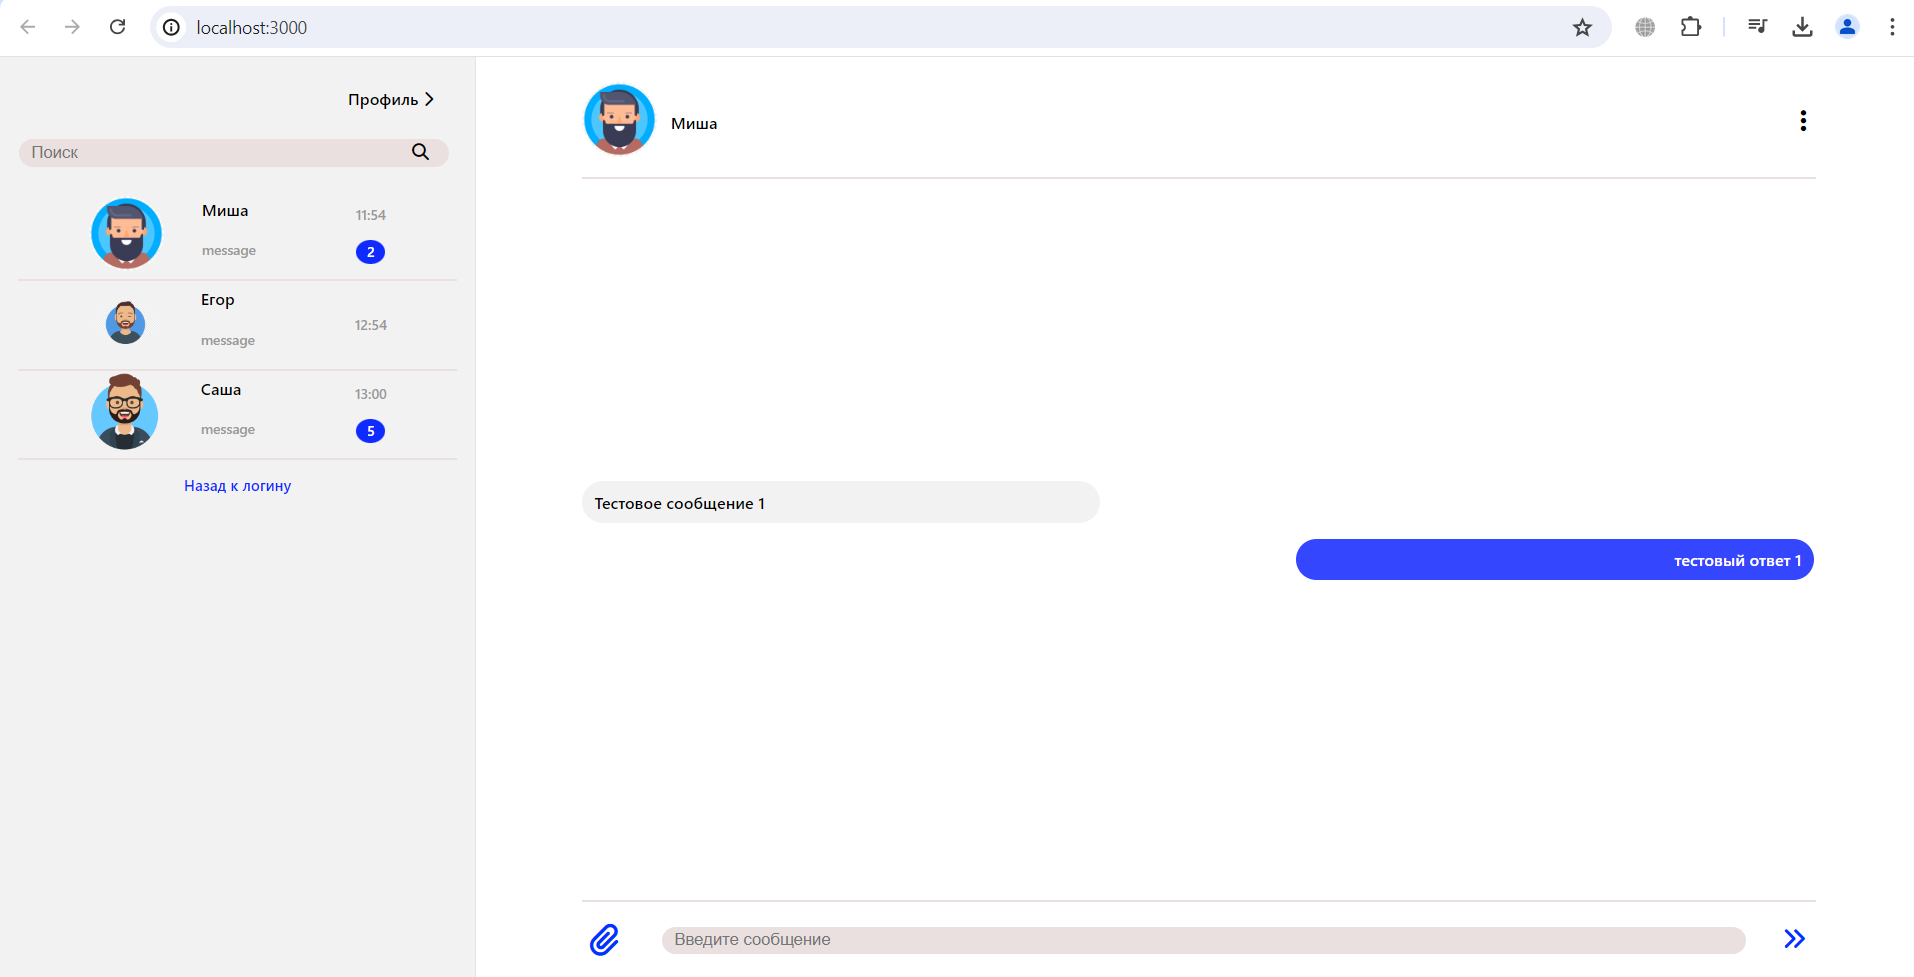 localhost:3000
Профиль
Поиск
Миша
11:54
message
2
Егор
12:54
message
Саша
13:00
message
5
Назад к логину
Миша
Тестовое сообщение 1
тестовый ответ 1
Введите сообщение